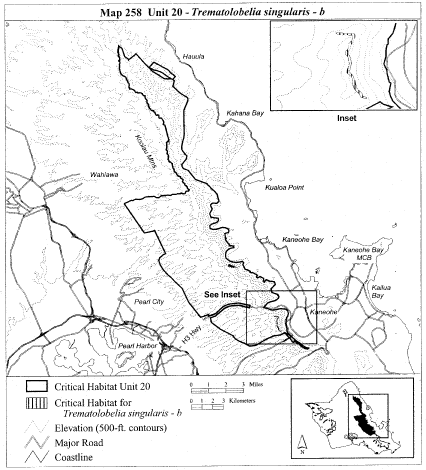 Map 258 Unit 20 - Trematolobelia singularis - b
Hauula
Inset
Kahana Bay
Koolau Mtns
Wahiawa
Kualoa Point
Kaneohe Bay
Kaneohe Bay
MCB
Kailua
Bay
See Inset
Pearl City
Kaneohe
H3 Hwy
Pearl Harbor
Critical Habitat Unit 20
Critical Habitat for
Trematolobelia singularis - b
Elevation (500-ft. contours)
Major Road
Coastline
0 1 2 3 Miles
0 1 2 3 Kilometers
N